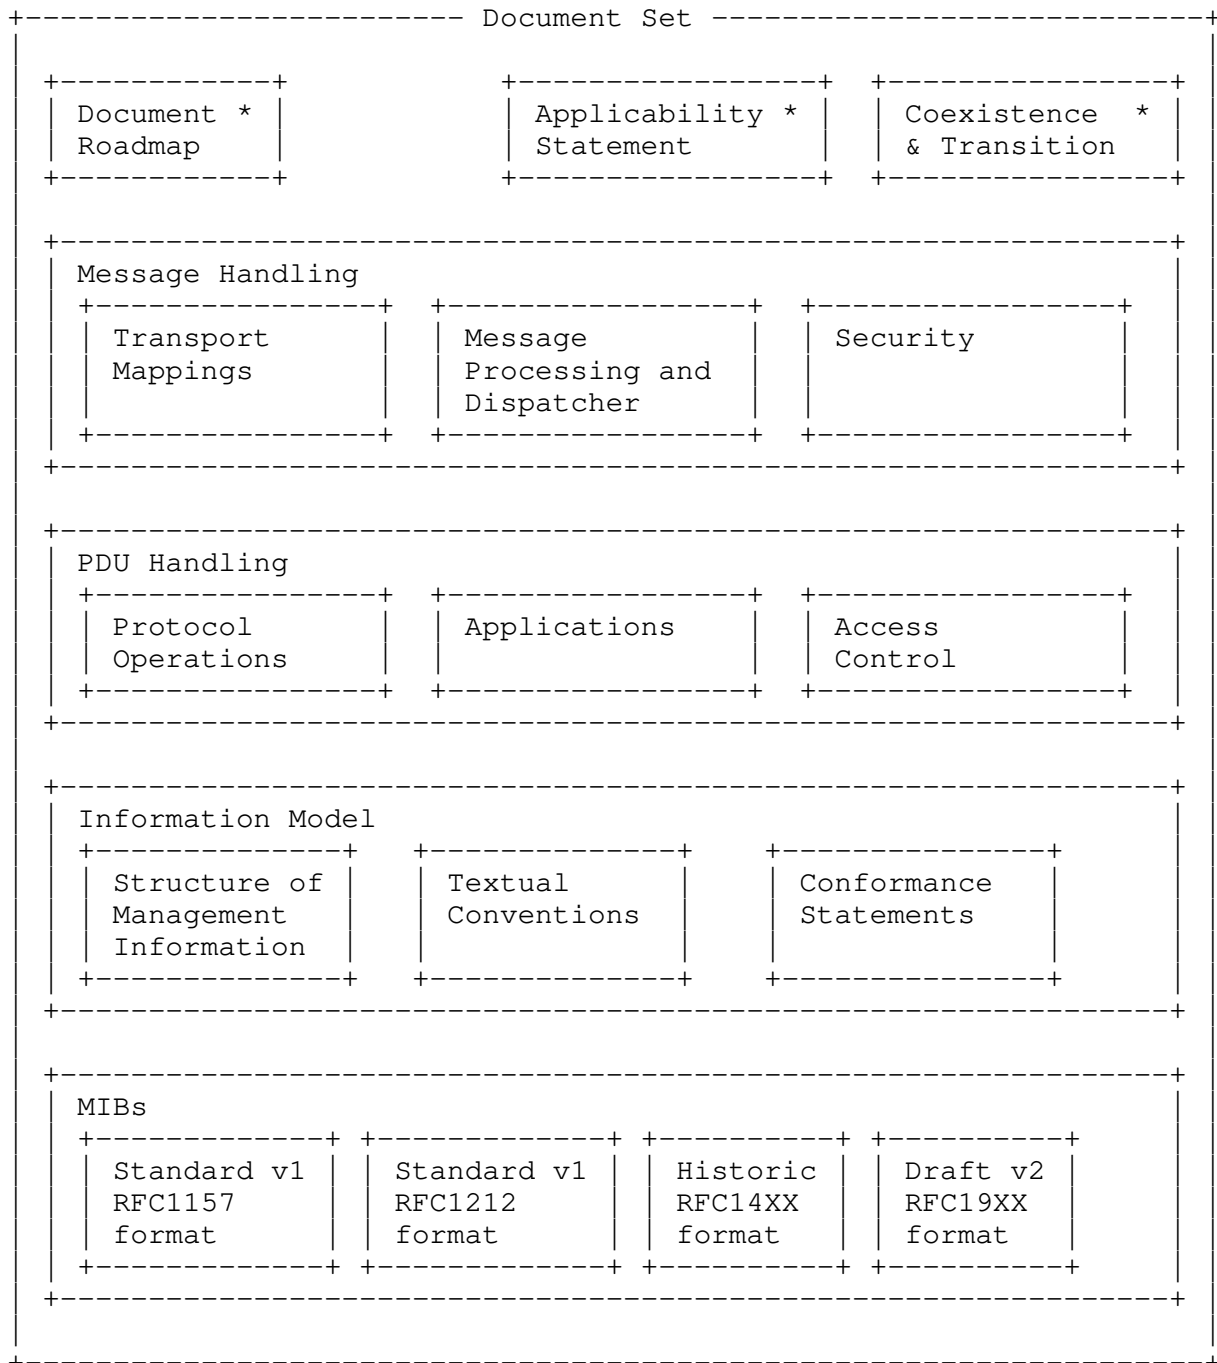 Document Set
Document * Applicability * Coexistence *
Roadmap Statement & Transition
Message Handling
Transport Message Security
Mappings Processing and
Dispatcher
PDU Handling
Protocol Applications Access
Operations Control
Information Model
Structure of Textual Conformance
Management Conventions Statements
Information
MIBs
Standard v1 Standard v1 Historic Draft v2
RFC1157 RFC1212 RFC14XX RFC19XX
format format format format